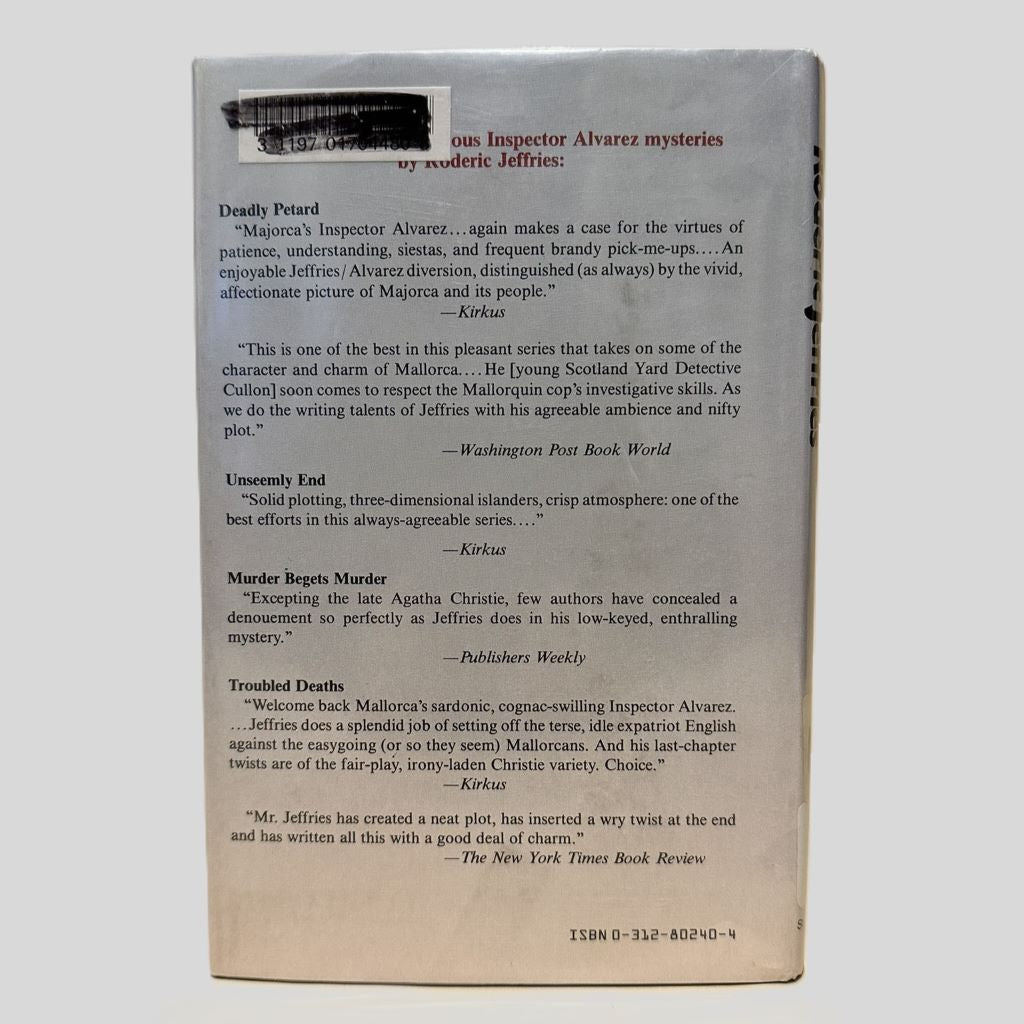 3 1197 0170
ous Inspector Alvarez mysteries
by Roderic Jeffries:
Deadly Petard
“Majorca’s Inspector Alvarez...again makes a case for the virtues of
patience, understanding, siestas, and frequent brandy pick-me-ups....An
enjoyable Jeffries/Alvarez diversion, distinguished (as always) by the vivid,
affectionate picture of Majorca and its people.”
—Kirkus
“This is one of the best in this pleasant series that takes on some of the
character and charm of Mallorca....He [young Scotland Yard Detective
Cullon] soon comes to respect the Mallorquin cop’s investigative skills. As
we do the writing talents of Jeffries with his agreeable ambience and nifty
plot.”
—Washington Post Book World
Unseemly End
“Solid plotting, three-dimensional islanders, crisp atmosphere: one of the
best efforts in this always-agreeable series....”
—Kirkus
Murder Begets Murder
“Excepting the late Agatha Christie, few authors have concealed a
denouement so perfectly as Jeffries does in his low-keyed, enthralling
mystery.”
—Publishers Weekly
Troubled Deaths
“Welcome back Mallorca’s sardonic, cognac-swilling Inspector Alvarez.
...Jeffries does a splendid job of setting off the terse, idle expatriot English
against the easygoing (or so they seem) Mallorcans. And his last-chapter
twists are of the fair-play, irony-laden Christie variety. Choice.”
—Kirkus
“Mr. Jeffries has created a neat plot, has inserted a wry twist at the end
and has written all this with a good deal of charm.”
—The New York Times Book Review
ISBN 0-312-80240-4
Roderic Jeffries